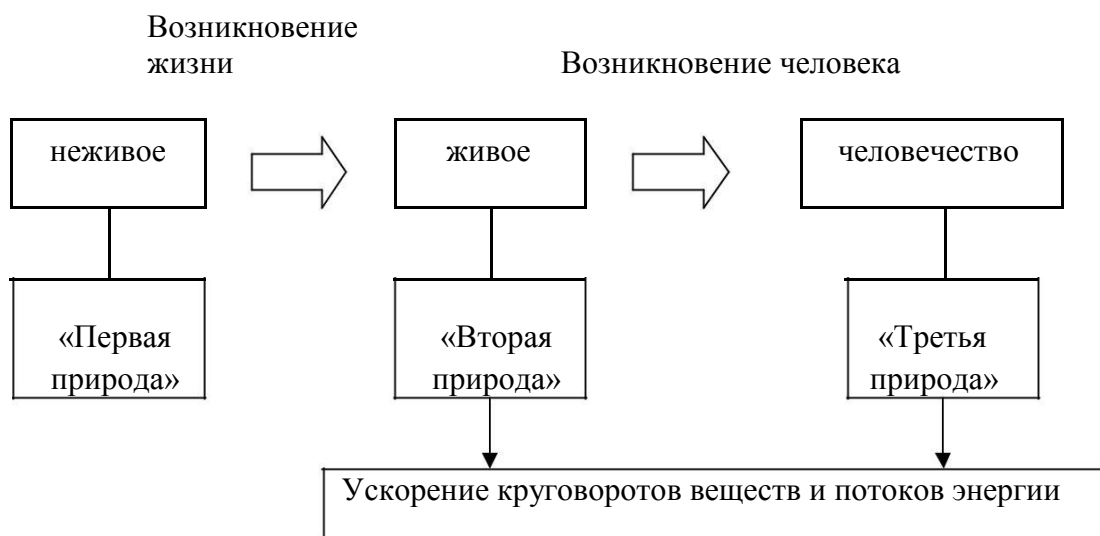 Возникновение
жизни
Возникновение человека
неживое
живое
человечество
«Первая
природа»
«Вторая
природа»
«Третья
природа»
Ускорение круговоротов веществ и потоков энергии